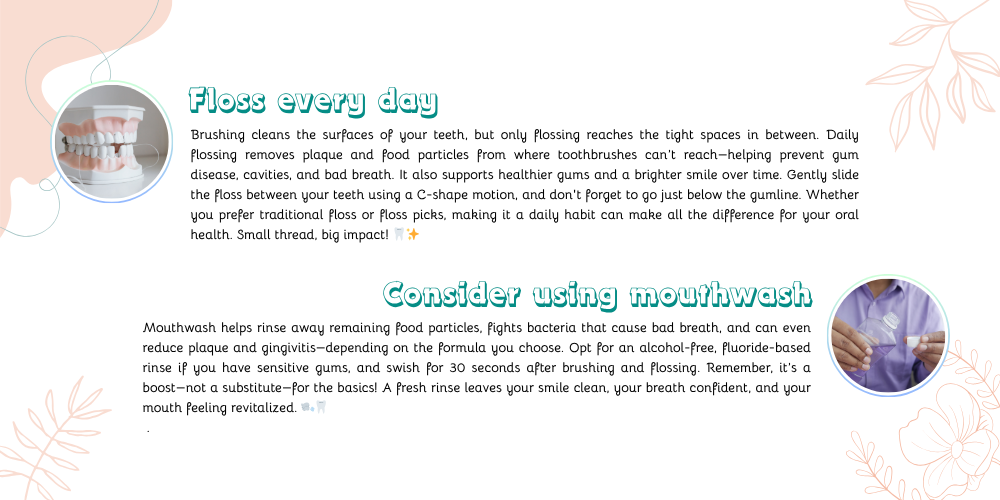 Floss every day
Brushing cleans the surfaces of your teeth, but only flossing reaches the tight spaces in between. Daily
flossing removes plaque and food particles from where toothbrushes can't reach—helping prevent gum
disease, cavities, and bad breath. It also supports healthier gums and a brighter smile over time. Gently slide
the floss between your teeth using a C-shape motion, and don't forget to go just below the gumline. Whether
you prefer traditional floss or floss picks, making it a daily habit can make all the difference for your oral
health. Small thread, big impact! 🦷✨
Consider using mouthwash
Mouthwash helps rinse away remaining food particles, fights bacteria that cause bad breath, and can even
reduce plaque and gingivitis—depending on the formula you choose. Opt for an alcohol-free, fluoride-based
rinse if you have sensitive gums, and swish for 30 seconds after brushing and flossing. Remember, it's a
boost—not a substitute—for the basics! A fresh rinse leaves your smile clean, your breath confident, and your
mouth feeling revitalized. 💨🦷
.